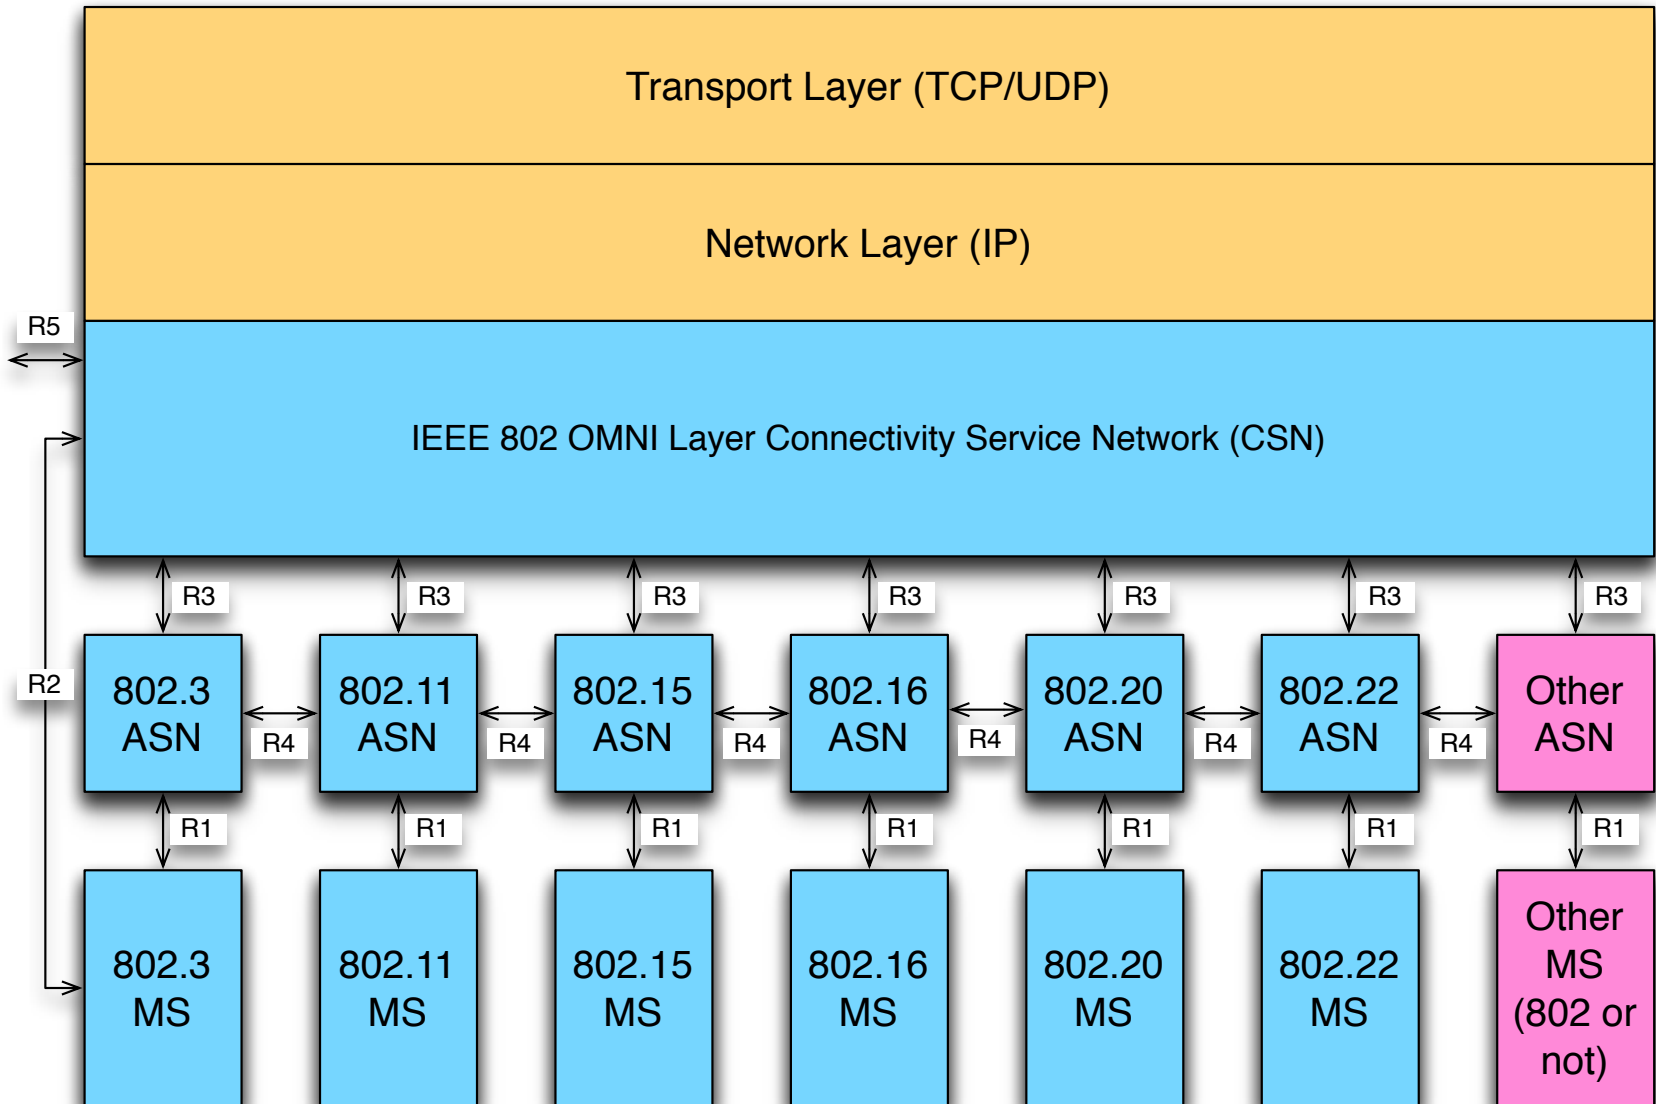 Transport Layer (TCP/UDP)
Network Layer (IP)
R5
IEEE 802 OMNI Layer Connectivity Service Network (CSN)
R3 R3 R3 R3 R3 R3 R3
R2
802.3
ASN
802.11
ASN
802.15
ASN
802.16
ASN
802.20
ASN
802.22
ASN
Other
ASN
R4 R4 R4 R4 R4 R4
R1 R1 R1 R1 R1 R1 R1
802.3
MS
802.11
MS
802.15
MS
802.16
MS
802.20
MS
802.22
MS
Other
MS
(802 or
not)